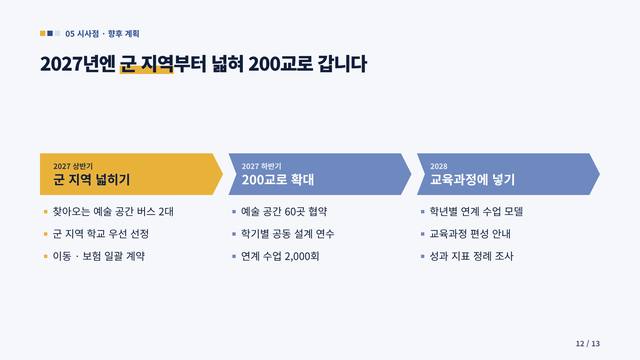 05 시사점 · 향후 계획
2027년엔 군 지역부터 넓혀 200교로 갑니다
2027 상반기
군 지역 넓히기
찾아오는 예술 공간 버스 2대
군 지역 학교 우선 선정
이동 · 보험 일괄 계약
2027 하반기
200교로 확대
예술 공간 60곳 협약
학기별 공동 설계 연수
연계 수업 2,000회
2028
교육과정에 넣기
학년별 연계 수업 모델
교육과정 편성 안내
성과 지표 정례 조사
12 / 13